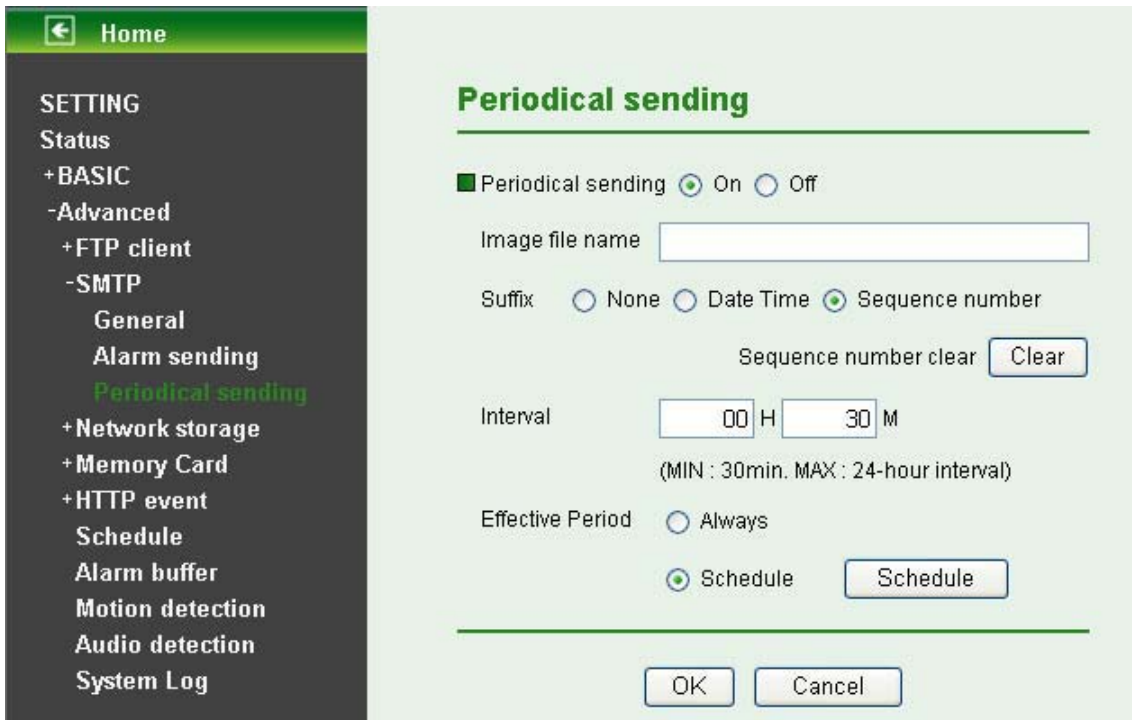 Home
SETTING
Status
+BASIC
-Advanced
+FTP client
-SMTP
General
Alarm sending
Periodical sending
+Network storage
+Memory Card
+HTTP event
Schedule
Alarm buffer
Motion detection
Audio detection
System Log
Periodical sending
Periodical sending On Off
Image file name
Suffix None Date Time Sequence number
Sequence number clear Clear
Interval 00 H 30 M
(MIN : 30min. MAX : 24-hour interval)
Effective Period Always
Schedule Schedule
OK Cancel